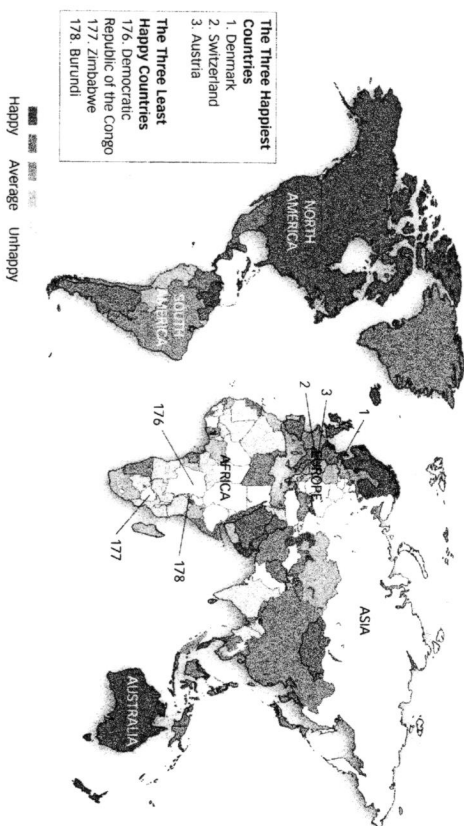 The Three Happiest
Countries
1. Denmark
2. Switzerland
3. Austria
The Three Least
Happy Countries
176. Democratic
Republic of the Congo
177. Zimbabwe
178. Burundi
NORTH
AMERICA
SOUTH
AMERICA
EUROPE
AFRICA
ASIA
AUSTRALIA
1
3
2
176
178
177
Happy Average Unhappy